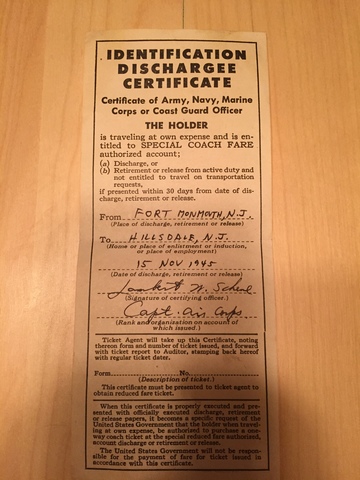 IDENTIFICATION
DISCHARGEE
CERTIFICATE
Certificate of Army, Navy, Marine
Corps or Coast Guard Officer
THE HOLDER
is traveling at own expense and is en-
titled to SPECIAL COACH FARE
authorized account;
(a) Discharge, or
(b) Retirement or release from active duty and
not entitled to travel on transportation
requests,
if presented within 30 days from date of dis-
charge, retirement or release.
From FORT MONMOUTH, N.J.
(Place of discharge, retirement or release)
To HILLSDALE, N.J.
(Home or place of enlistment or induction,
or place of employment)
15 NOV 1945
(Date of discharge, retirement or release)
(Signature of certifying officer.)
Capt. Air Corps
(Rank and organization on account of
which issued.)
Ticket Agent will take up this Certificate, noting
thereon form and number of ticket issued, and forward
with ticket report to Auditor, stamping back hereof
with regular ticket dater.
Form No.
(Description of ticket.)
This certificate must be presented to ticket agent to
obtain reduced fare ticket.
When this certificate is properly executed and pre-
sented with officially executed discharge, retirement
or release papers, it becomes a specific request of the
United States Government that the holder when travel-
ing at own expense, be authorized to purchase a one-
way coach ticket at the special reduced fare authorized,
account discharge or retirement or release.
The United States Government will not be re-
sponsible for the payment of fare for ticket issued in
accordance with this certificate.